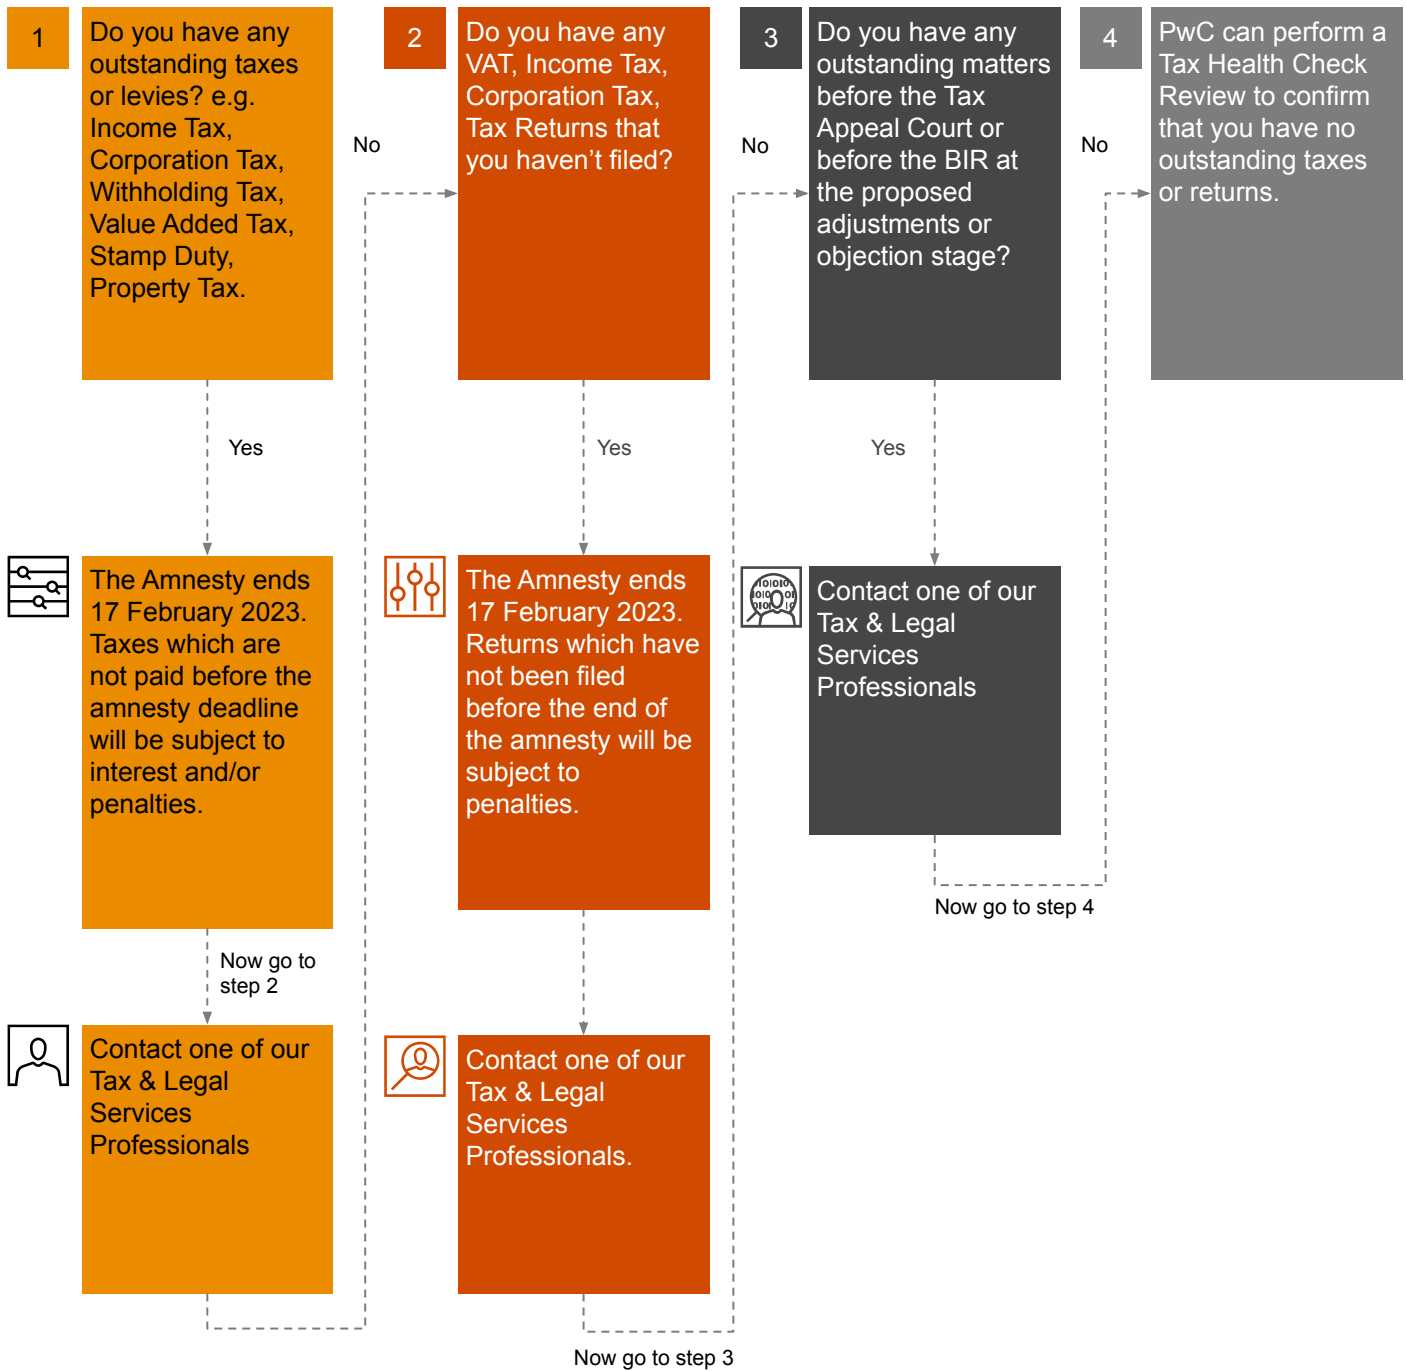 1
Do you have any
outstanding taxes
or levies? e.g.
Income Tax,
Corporation Tax,
Withholding Tax,
Value Added Tax,
Stamp Duty,
Property Tax.
No
Yes
The Amnesty ends
17 February 2023.
Taxes which are
not paid before the
amnesty deadline
will be subject to
interest and/or
penalties.
Now go to
step 2
Contact one of our
Tax & Legal
Services
Professionals
2
Do you have any
VAT, Income Tax,
Corporation Tax,
Tax Returns that
you haven’t filed?
No
Yes
The Amnesty ends
17 February 2023.
Returns which have
not been filed
before the end of
the amnesty will be
subject to
penalties.
Contact one of our
Tax & Legal
Services
Professionals.
Now go to step 3
3
Do you have any
outstanding matters
before the Tax
Appeal Court or
before the BIR at
the proposed
adjustments or
objection stage?
No
Yes
Contact one of our
Tax & Legal
Services
Professionals
Now go to step 4
4
PwC can perform a
Tax Health Check
Review to confirm
that you have no
outstanding taxes
or returns.